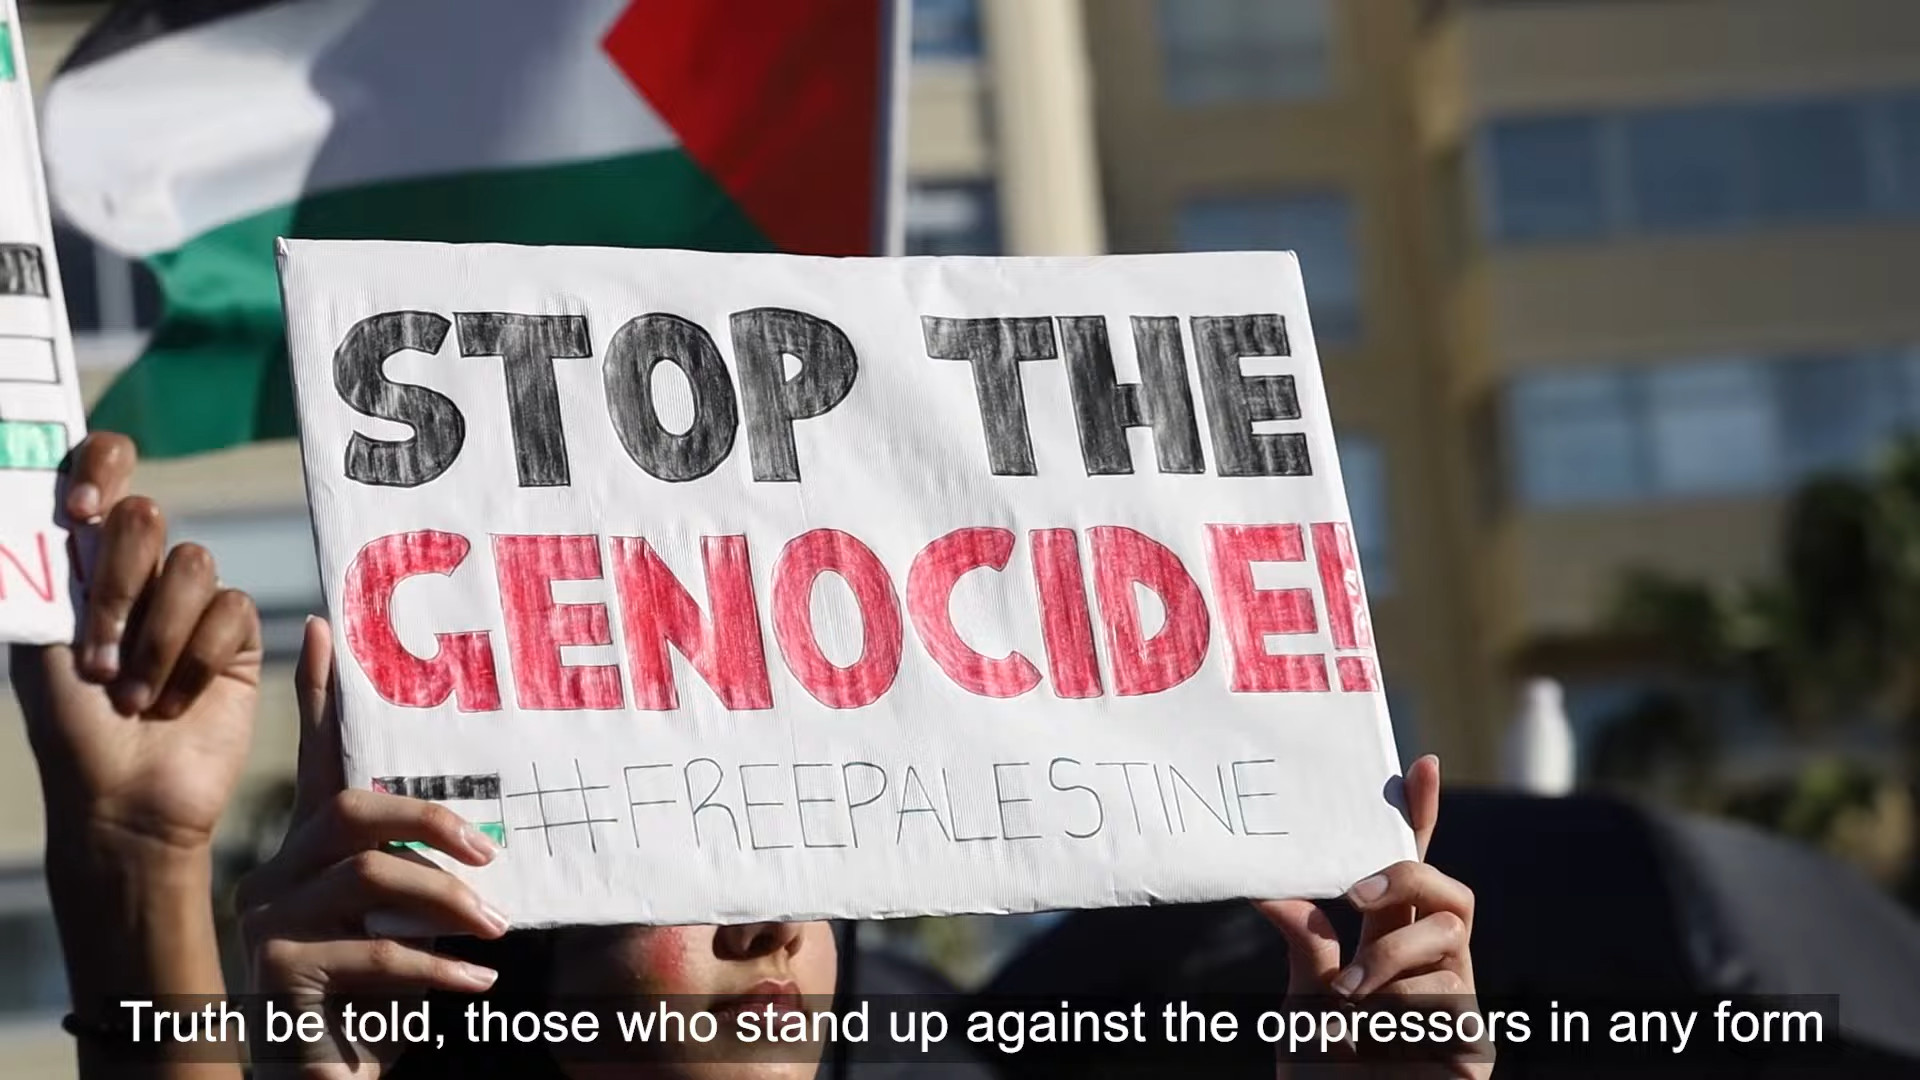 STOP THE
GENOCIDE!
#FREEPALESTINE
N
Truth be told, those who stand up against the oppressors in any form